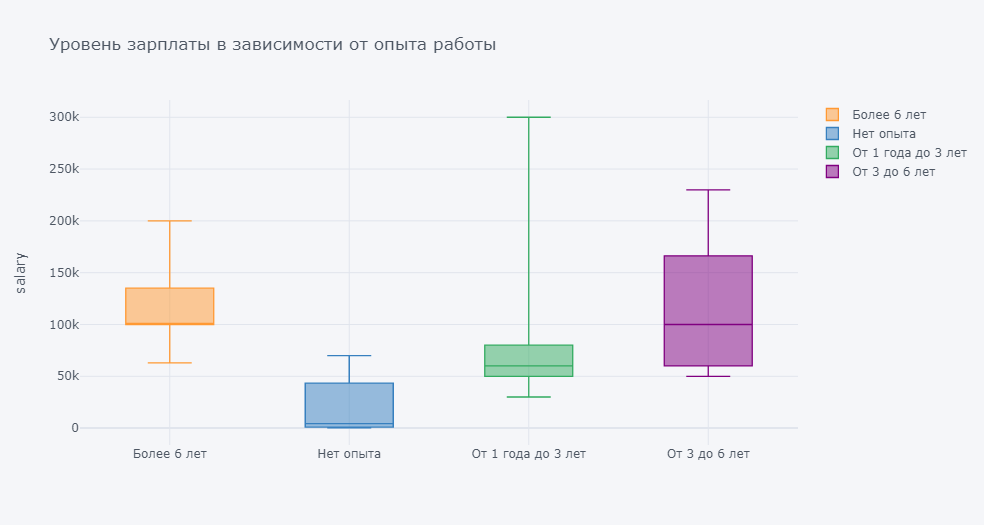 Уровень зарплаты в зависимости от опыта работы
300k
250k
200k
150k
100k
50k
0
salary
Более 6 лет
Нет опыта
От 1 года до 3 лет
От 3 до 6 лет
Более 6 лет
Нет опыта
От 1 года до 3 лет
От 3 до 6 лет